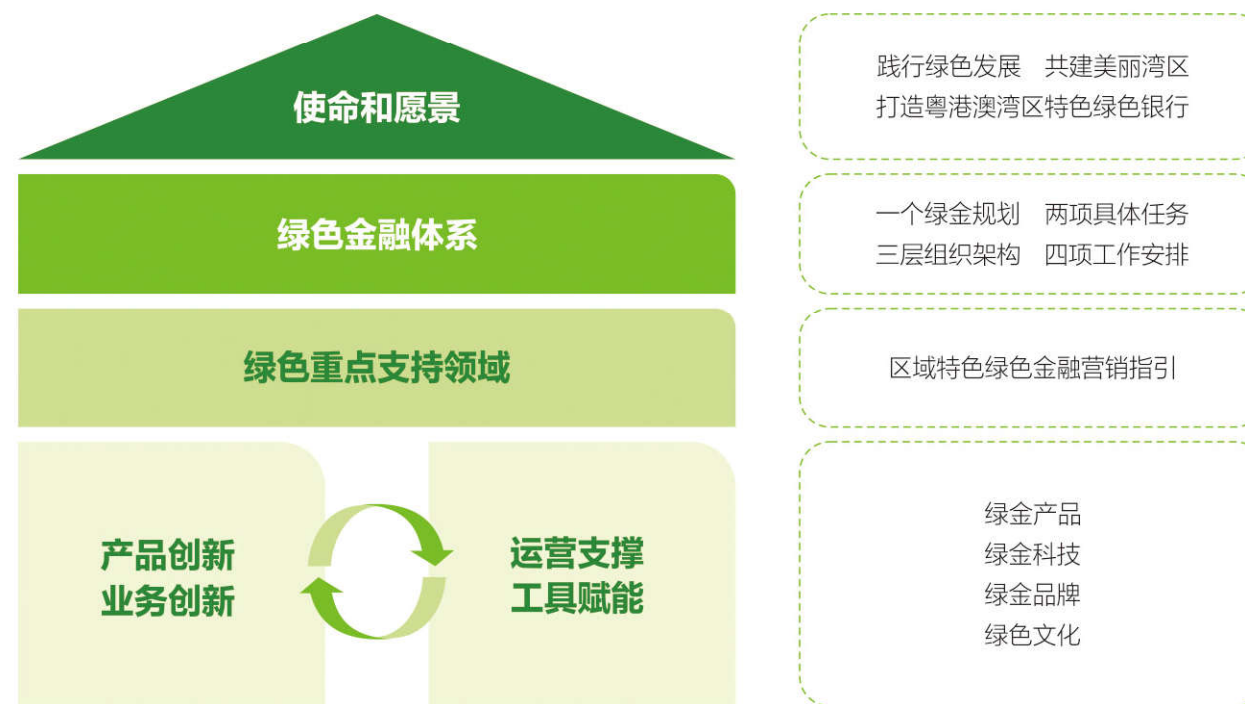 使命和愿景
践行绿色发展　共建美丽湾区
打造粤港澳湾区特色绿色银行
绿色金融体系
一个绿金规划　两项具体任务
三层组织架构　四项工作安排
绿色重点支持领域
区域特色绿色金融营销指引
产品创新
业务创新
运营支撑
工具赋能
绿金产品
绿金科技
绿金品牌
绿色文化